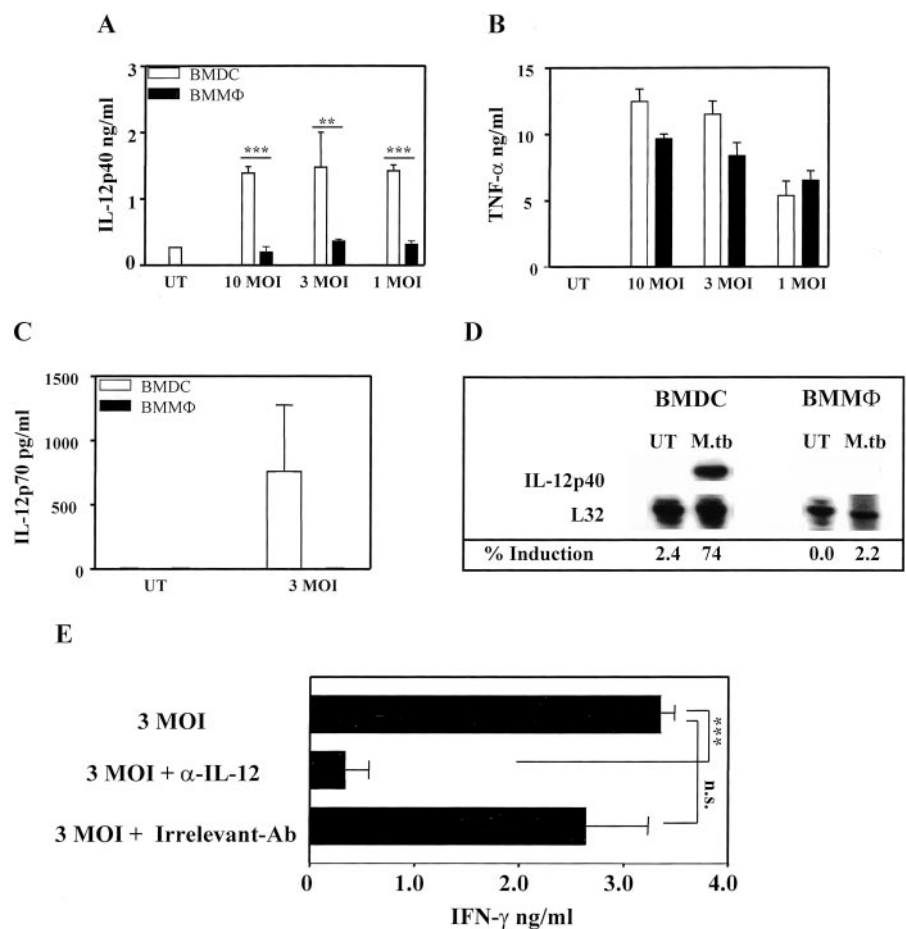 A
IL-12p40 ng/ml
3
2
1
0
BMDC
BMMΦ
***
**
***
UT
10 MOI
3 MOI
1 MOI
B
TNF-α ng/ml
15
10
5
0
UT
10 MOI
3 MOI
1 MOI
C
IL-12p70 pg/ml
1500
1000
500
0
BMDC
BMMΦ
UT
3 MOI
D
BMDC BMMΦ
UT M.tb UT M.tb
IL-12p40
L32
% Induction 2.4 74 0.0 2.2
E
3 MOI
3 MOI + α-IL-12
3 MOI + Irrelevant-Ab
***
n.s.
0 1.0 2.0 3.0 4.0
IFN-γ ng/ml